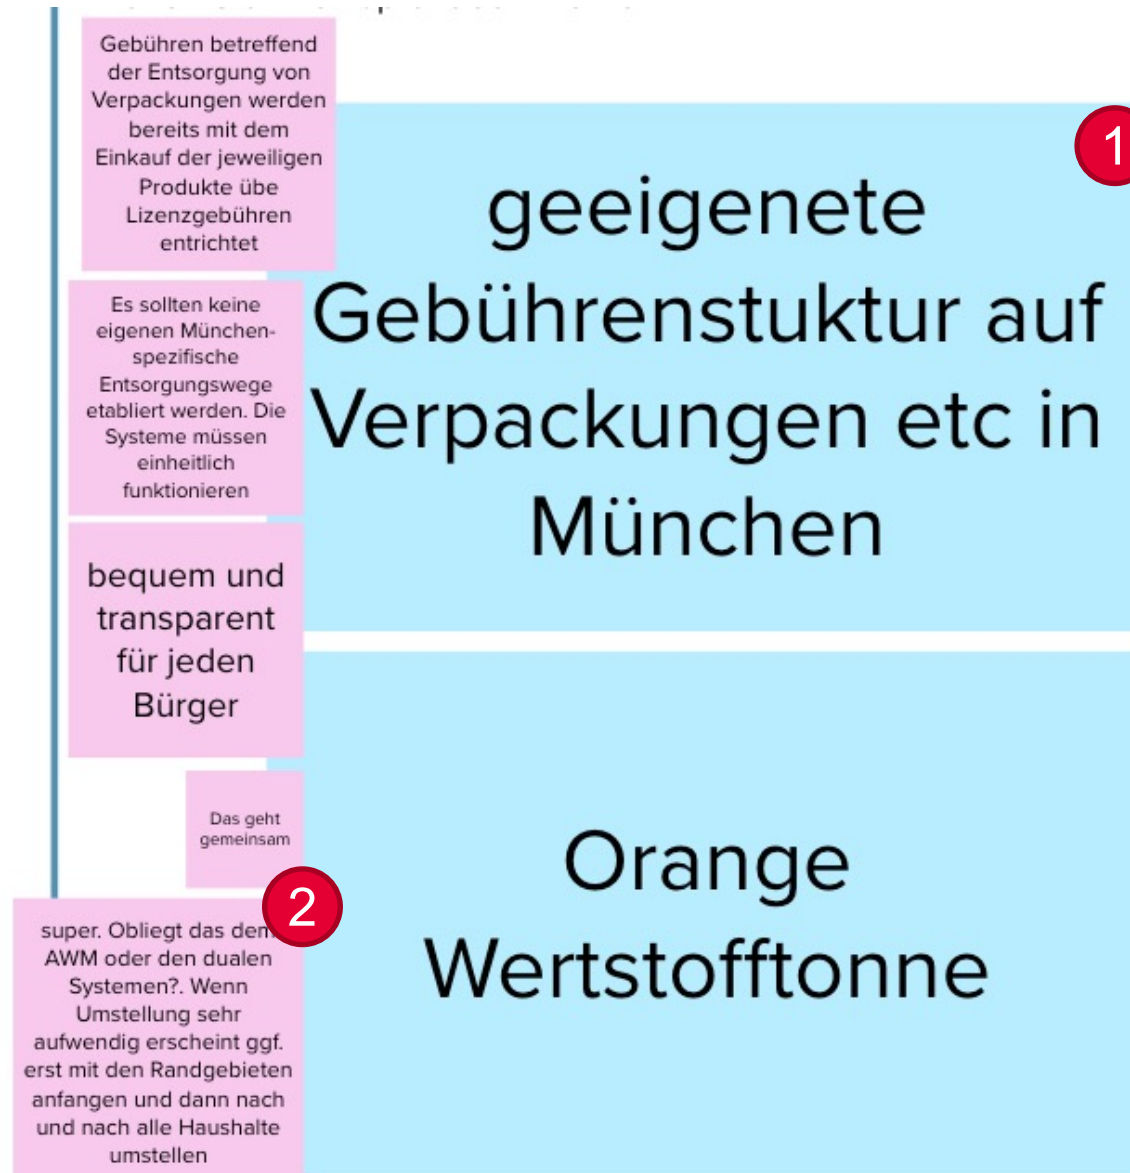 Gebühren betreffend
der Entsorgung von
Verpackungen werden
bereits mit dem
Einkauf der jeweiligen
Produkte übe
Lizenzgebühren
entrichtet
1
geeigenete
Gebührenstuktur auf
Verpackungen etc in
München
Es sollten keine
eigenen München-
spezifische
Entsorgungswege
etabliert werden. Die
Systeme müssen
einheitlich
funktionieren
bequem und
transparent
für jeden
Bürger
Das geht
gemeinsam
2
super. Obliegt das dem
AWM oder den dualen
Systemen?. Wenn
Umstellung sehr
aufwendig erscheint ggf.
erst mit den Randgebieten
anfangen und dann nach
und nach alle Haushalte
umstellen
Orange
Wertstofftonne